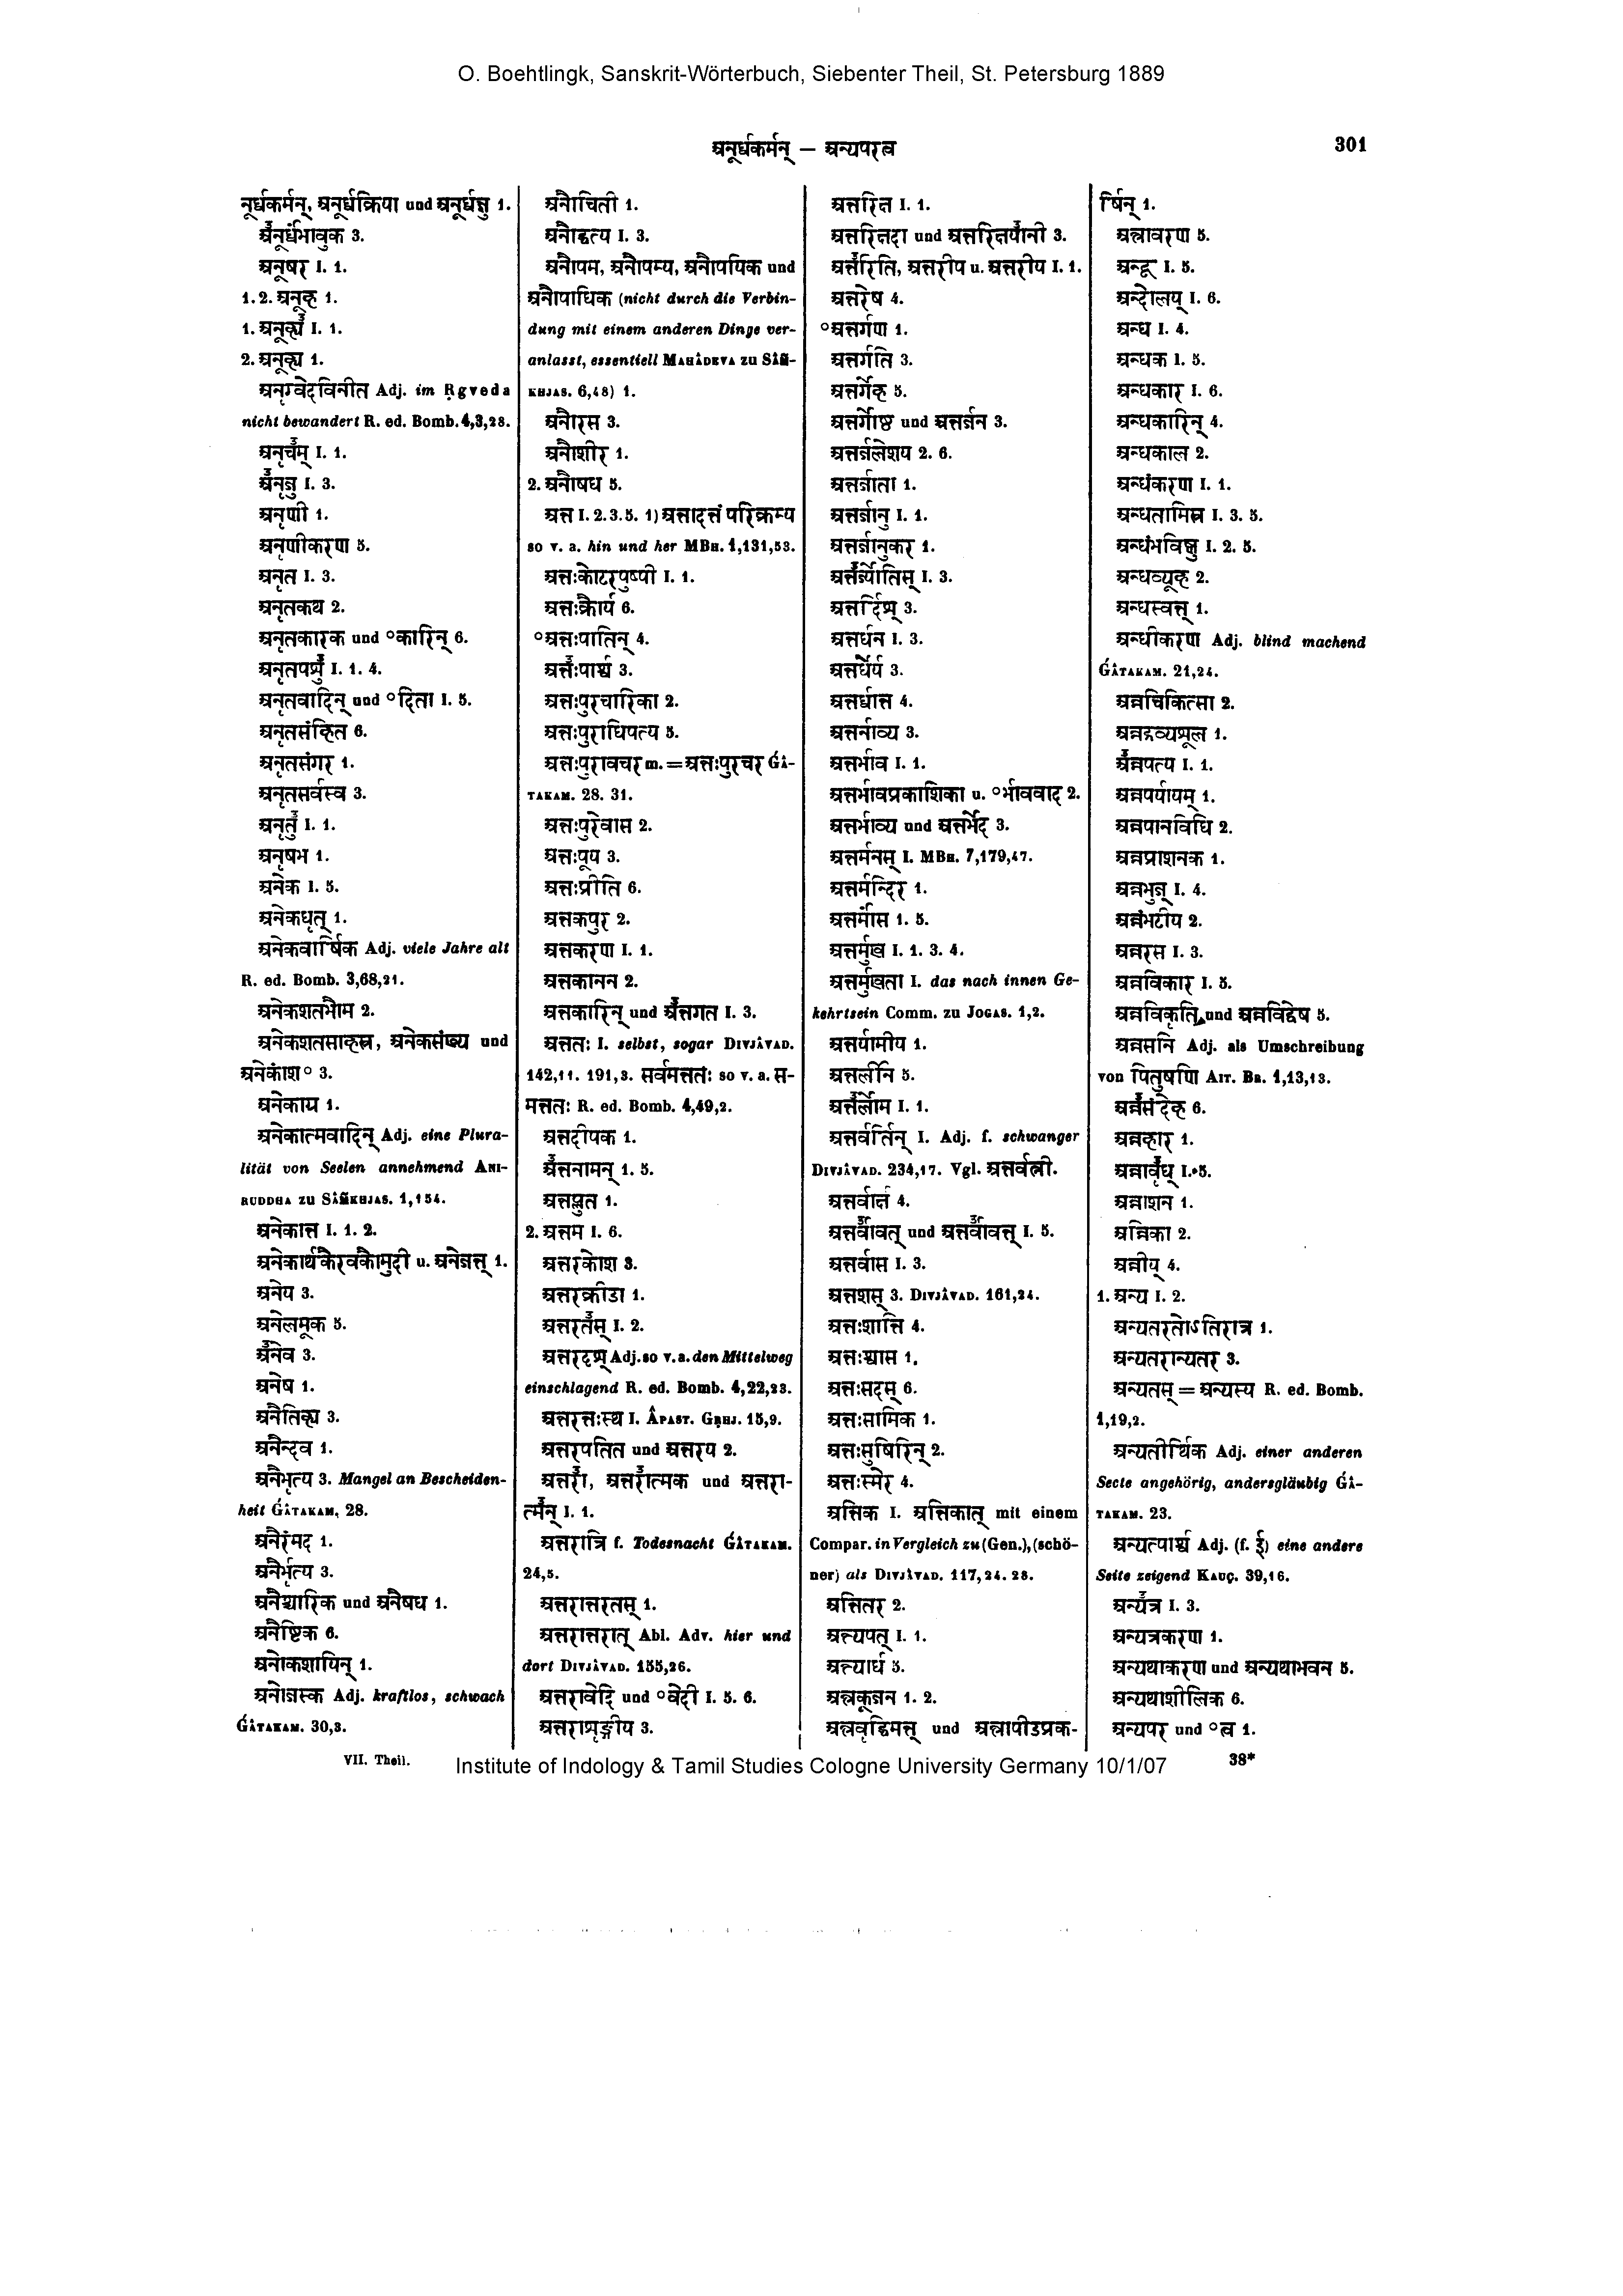 O. Boehtlingk, Sanskrit-Wörterbuch, Siebenter Theil, St. Petersburg 1889
अनूर्धकर्मन् — अन्यपरत्व
301
नूर्धकर्मन्, अनूर्धक्रिया und अनूर्धज्ञु 1.
अनूर्धंभावुक 3.
अनूषर I. 1.
1. 2. अनूह 1.
1. अनूह्य I. 1.
2. अनूह्य 1.
अनृग्वेदविनीत Adj. im Ṛgveda
nicht bewandert R. ed. Bomb. 4,3,28.
अनृचम् I. 1.
अनृजु I. 3.
अनृणी 1.
अनृणीकरण 5.
अनृत I. 3.
अनृतकथ 2.
अनृतकारक und °कारिन् 6.
अनृतपशु I. 1. 4.
अनृतवादिन् und °दिता I. 5.
अनृतसंहित 6.
अनृतसंगर 1.
अनृतसर्वस्व 3.
अनृतु I. 1.
अनृषभ 1.
अनेक I. 5.
अनेकधृत् 1.
अनेकवार्षिक Adj. viele Jahre alt
R. ed. Bomb. 3,68,21.
अनेकशतभौम 2.
अनेकशतसाहस्र, अनेकसंख्य und
अनेकांश° 3.
अनेकाय 1.
अनेकात्मवादिन् Adj. eine Plura-
lität von Seelen annehmend Ani-
ruddha zu Sâṁkhjas. 1,154.
अनेकान्त I. 1. 2.
अनेकार्थकैरवकौमुदी u. अनेजन्त् 1.
अनेय 3.
अनेलमूक 5.
अनेव 3.
अनेष 1.
अनैतिह्य 3.
अनैन्दव 1.
अनैभृत्य 3. Mangel an Bescheiden-
heit Ǵâtakam. 28.
अनैरंमद 1.
अनैर्भृत्य 3.
अनैश्चारिक und अनैषध 1.
अनैष्टिक 6.
अनोकशायिन् 1.
अनोजस्क Adj. kraftlos, schwach
Ǵâtakam. 30,3.
अनौचिती 1.
अनौद्धत्य I. 3.
अनौपम, अनौपम्य, अनौपयिक und
अनौपाधिक (nicht durch die Verbin-
dung mit einem anderen Dinge ver-
anlasst, essentiell Mahâdeva zu Sâṁ-
khjas. 6,48) 1.
अनौरस 3.
अनौशीर 1.
2. अनौषध 5.
अन्त I. 2. 3. 5. 1) अन्तादन्तं परिक्रम्य
so v. a. hin und her MBh. 1,131,53.
अन्तःकोटरपुष्पी I. 1.
अन्तःक्रौर्य 6.
°अन्तःपातिन् 4.
अन्तःपार्श्व 3.
अन्तःपुरचारिका 2.
अन्तःपुराधिपत्य 5.
अन्तःपुरावचर m. = अन्तःपुरचर Ǵâ-
takam. 28. 31.
अन्तःपुरेवास 2.
अन्तःपूय 3.
अन्तःप्रीति 6.
अन्तकपुर 2.
अन्तकरण I. 1.
अन्तकानन 2.
अन्तकारिन् und अन्तगत I. 3.
अन्ततः I. selbst, sogar Divjâvad.
142,11. 191,3. सर्वमन्ततः so v. a. स-
मन्ततः R. ed. Bomb. 4,49,2.
अन्तदीपक 1.
अन्तनामन् 1. 5.
अन्तप्लुत 1.
2. अन्तम I. 6.
अन्तरकोश 3.
अन्तरक्रीडा 1.
अन्तरतस् I. 2.
अन्तरदृश् Adj. so v. a. den Mittelweg
einschlagend R. ed. Bomb. 4,22,23.
अन्तरन्तःस्थ I. Âpast. Gṛhj. 15,9.
अन्तरपतित und अन्तरय 2.
अन्तरा, अन्तरात्मक und अन्तरा-
त्मन् I. 1.
अन्तरात्रि f. Todesnacht Ǵâtakam.
24,5.
अन्तरान्तरतस् 1.
अन्तरान्तरात् Abl. Adv. hier und
dort Divjâvad. 155,26.
अन्तरावेदि und °वेदी I. 5. 6.
अन्तराशृङ्गीय 3.
अन्तरिक्ष I. 1.
अन्तरिक्षदा und अन्तरिक्षयानी 3.
अन्तरिति, अन्तरीप u. अन्तरीय I. 1.
अन्तरेष 4.
°अन्तर्गण 1.
अन्तर्गति 3.
अन्तर्गेह 5.
अन्तर्गोष्ठ und अन्तर्जन 3.
अन्तर्जलेशय 2. 6.
अन्तर्जाता 1.
अन्तर्जानु I. 1.
अन्तर्जानुकर 1.
अन्तर्ज्योतिस् I. 3.
अन्तर्दिश् 3.
अन्तर्धन I. 3.
अन्तर्धैर्य 3.
अन्तर्धान्त 4.
अन्तर्नाव्य 3.
अन्तर्भाव I. 1.
अन्तर्भावप्रकाशिका u. °र्भाववाद 2.
अन्तर्भाव्य und अन्तर्भेद 3.
अन्तर्मनस् I. MBh. 7,179,47.
अन्तर्मन्दिर 1.
अन्तर्मांस 1. 5.
अन्तर्मुख I. 1. 3. 4.
अन्तर्मुखता I. das nach innen Ge-
kehrtsein Comm. zu Jogas. 1,2.
अन्तर्यामीय 1.
अन्तर्लीन 5.
अन्तर्लोम I. 1.
अन्तर्वर्तिन् I. Adj. f. schwanger
Divjâvad. 234,17. Vgl. अन्तर्वत्नी.
अन्तर्वान्त 4.
अन्तर्वावत् und अन्तर्वावन्त् I. 5.
अन्तर्वास I. 3.
अन्तशस् 3. Divjâvad. 161,24.
अन्तःशान्ति 4.
अन्तःश्वास 1.
अन्तःसदस् 6.
अन्तःसामिक 1.
अन्तःसुषिरिन् 2.
अन्तःस्मेर 4.
अन्तिक I. अन्तिकात् mit einem
Compar. in Vergleich zu (Gen.), (schö-
ner) als Divjâvad. 117,24. 28.
अन्तितर 2.
अन्त्यपत् I. 1.
अन्त्यार्ध 5.
अन्त्रकूजन 1. 2.
अन्त्रवृद्धिमन्त् und अन्त्रापीडप्रक-
र्षिन् 1.
अन्त्रावरण 5.
अन्दू I. 5.
अन्दोलय् I. 6.
अन्ध I. 4.
अन्धक I. 5.
अन्धकार I. 6.
अन्धकारिन् 4.
अन्धकाल 2.
अन्धंकरण I. 1.
अन्धतामिस्र I. 3. 5.
अन्धंभविष्णु I. 2. 5.
अन्धव्यूह 2.
अन्धस्वन्त् 1.
अन्धीकरण Adj. blind machend
Ǵâtakam. 21,24.
अन्नचिकित्सा 2.
अन्नद्रव्यशूल 1.
अन्नपत्य I. 1.
अन्नपर्यायम् 1.
अन्नपानविधि 2.
अन्नप्राशनक 1.
अन्नभुज् I. 4.
अन्नंभटीय 2.
अन्नरस I. 3.
अन्नविकार I. 5.
अन्नविकृति und अन्नविद्वेष 5.
अन्नसनि Adj. als Umschreibung
von पितुषणि Ait. Br. 1,13,13.
अन्नसंदेह 6.
अन्नहार 1.
अन्नावृध् I. 5.
अन्नाशन 1.
अन्निका 2.
अन्नीय् 4.
1. अन्य I. 2.
अन्यतरतोऽतिरात्र 1.
अन्यतरान्यतर 3.
अन्यतस् = अन्यस्य R. ed. Bomb.
1,19,2.
अन्यतीर्थिक Adj. einer anderen
Secte angehörig, andersgläubig Ǵâ-
takam. 23.
अन्यत्पार्श्व Adj. (f. ई) eine andere
Seite zeigend Kauç. 39,16.
अन्यत्र I. 3.
अन्यत्रकरण 1.
अन्यथाकरण und अन्यथाभवन 5.
अन्यथाशीलिक 6.
अन्यपर und °त्व 1.
VII. Theil.
Institute of Indology & Tamil Studies Cologne University Germany 10/1/07
38*